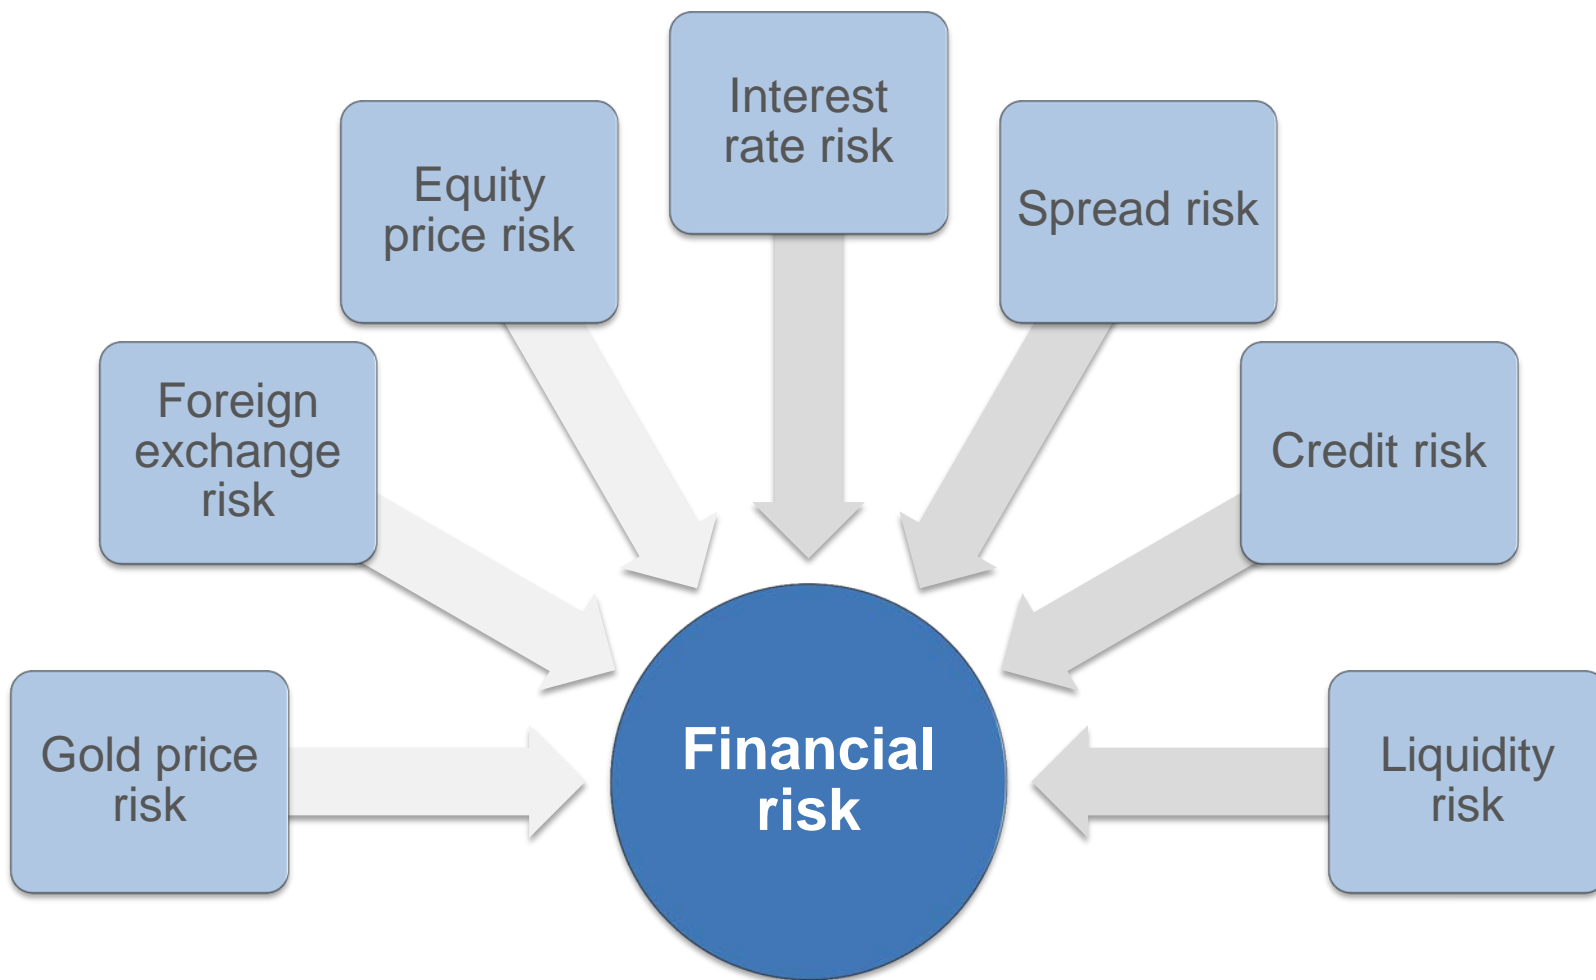 Interest
rate risk
Equity
price risk
Spread risk
Foreign
exchange
risk
Credit risk
Gold price
risk
Financial
risk
Liquidity
risk